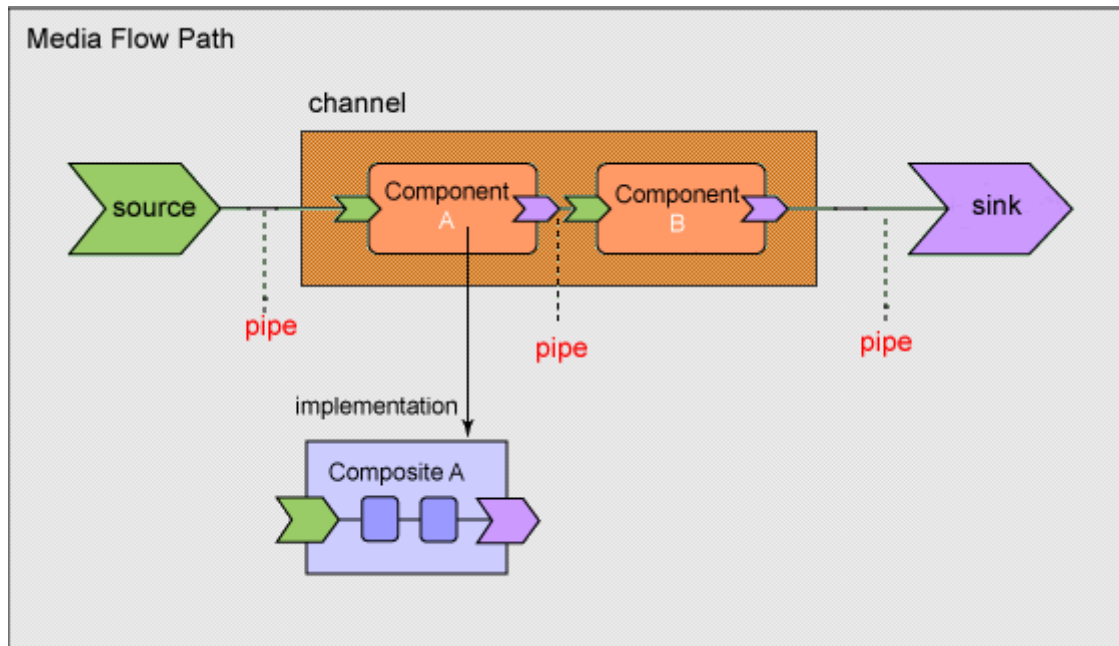 Media Flow Path
channel
source
Component
A
Component
B
sink
pipe
pipe
pipe
implementation
Composite A